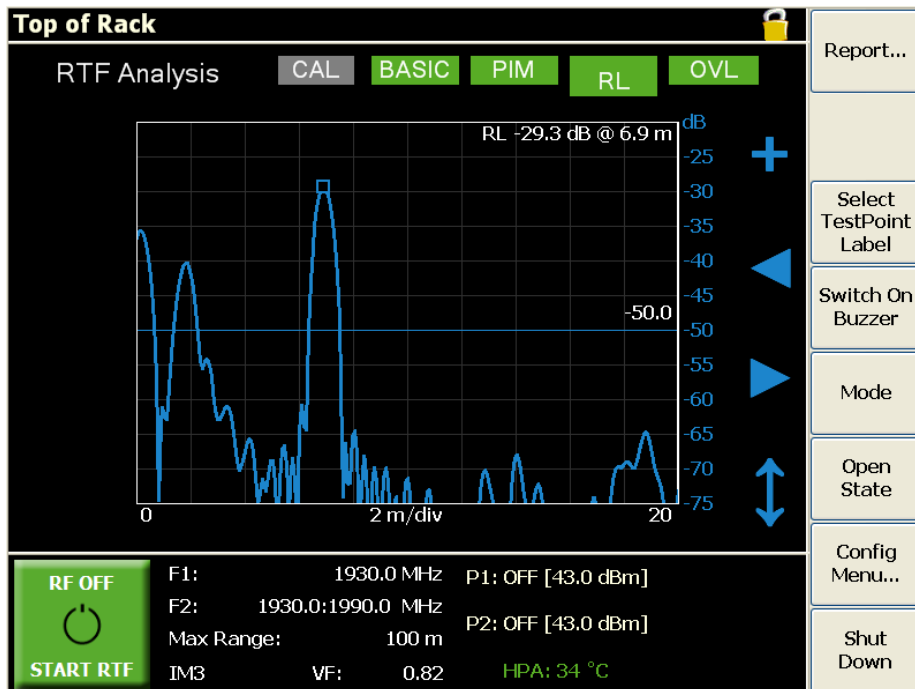 Top of Rack
Report...
RTF Analysis
CAL
BASIC
PIM
RL
OVL
RL -29.3 dB @ 6.9 m
dB
-25
-30
-35
-40
-45
-50
-55
-60
-65
-70
-75
-50.0
0
2 m/div
20
Select
TestPoint
Label
Switch On
Buzzer
Mode
Open
State
Config
Menu...
Shut
Down
RF OFF
START RTF
F1: 1930.0 MHz
F2: 1930.0:1990.0 MHz
Max Range: 100 m
IM3 VF: 0.82
P1: OFF [43.0 dBm]
P2: OFF [43.0 dBm]
HPA: 34 °C